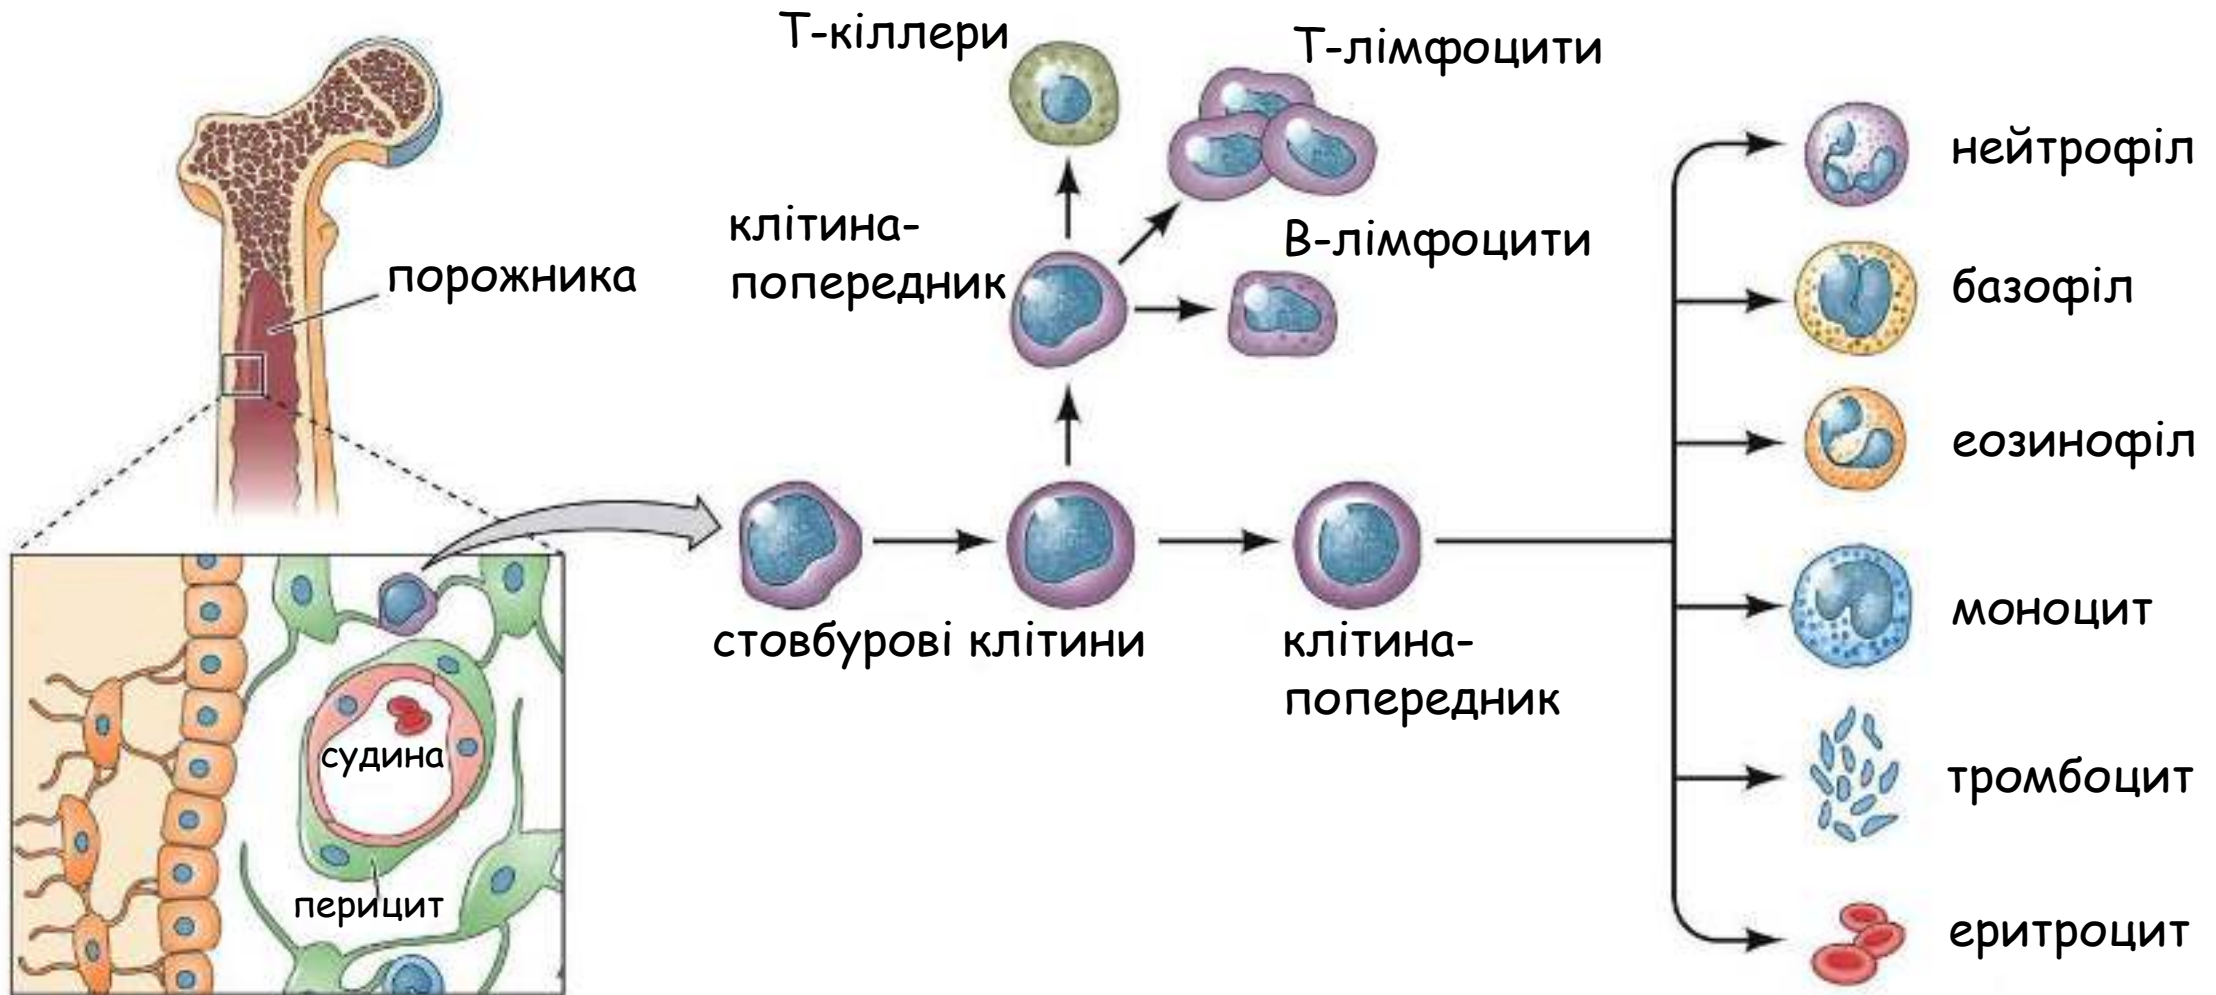 Т-кіллери
Т-лімфоцити
нейтрофіл
клітина-
попередник
В-лімфоцити
порожника
базофіл
еозинофіл
стовбурові клітини
клітина-
попередник
моноцит
судина
тромбоцит
перицит
еритроцит